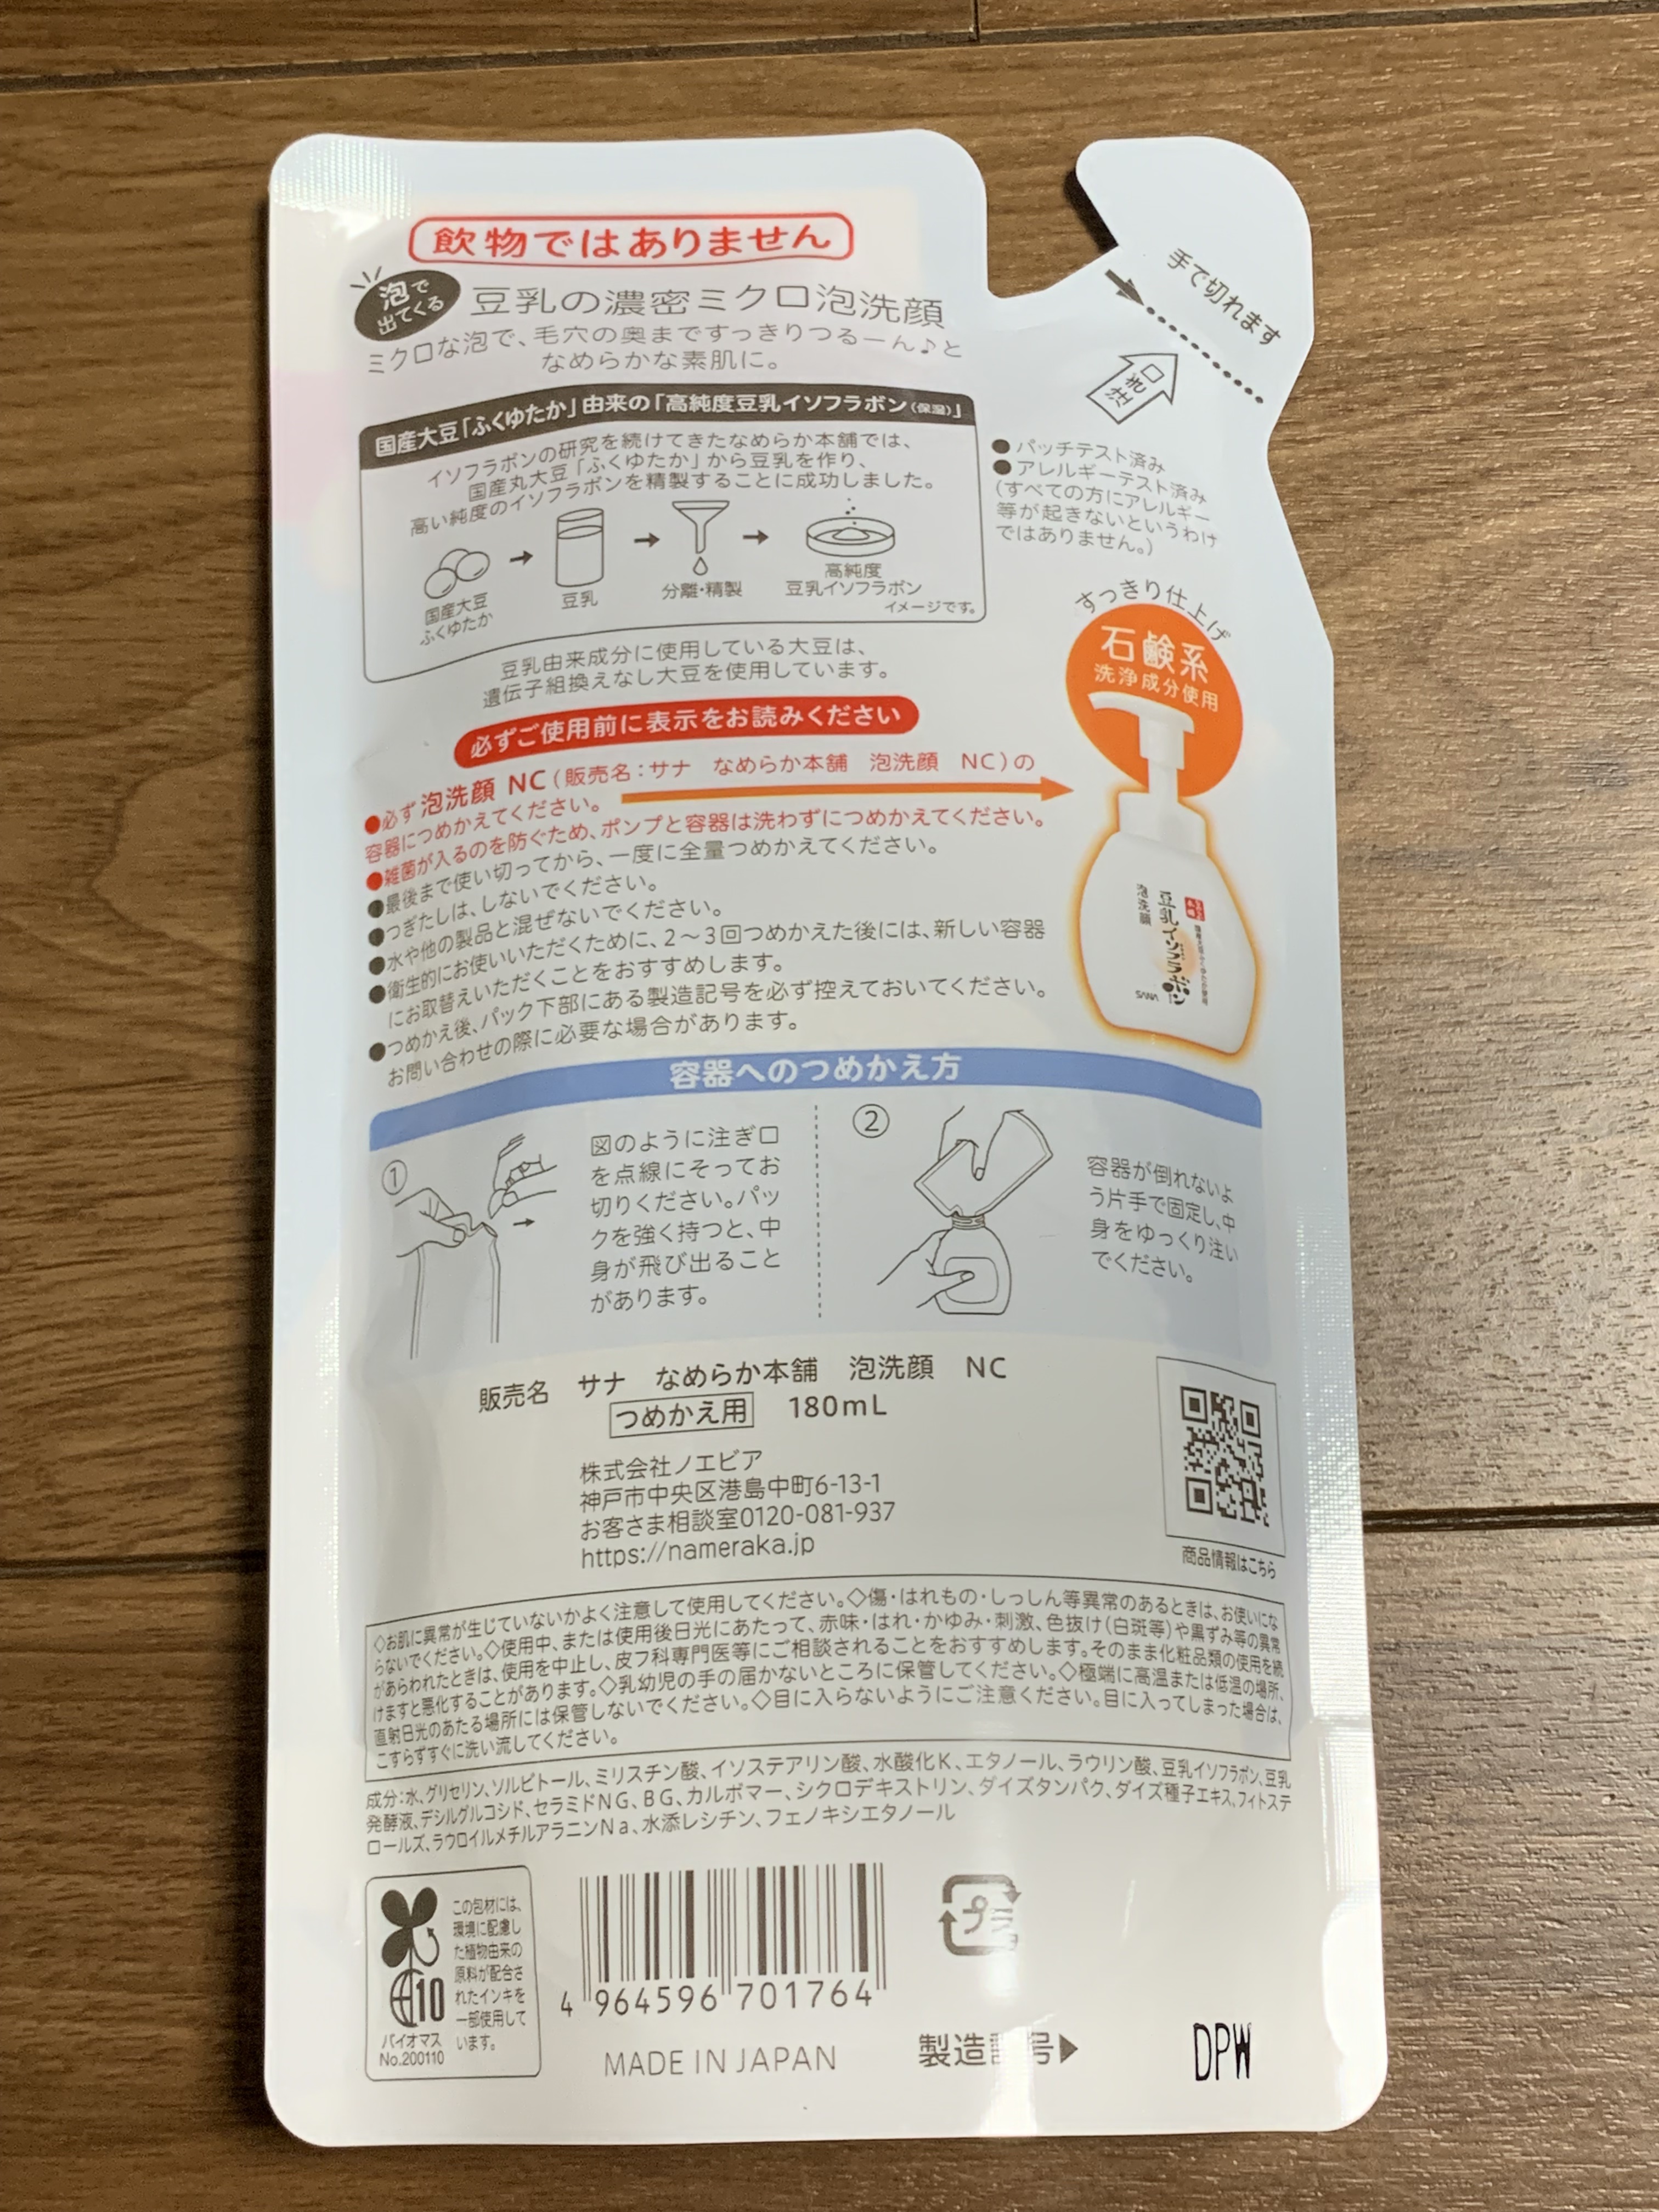 飲物ではありません
泡で
出てくる
豆乳の濃密ミクロ泡洗顔
ミクロな泡で、毛穴の奥まですっきりつるーん♪と
なめらかな素肌に。
手で切れます
注ぎ口
国産大豆「ふくゆたか」由来の「高純度豆乳イソフラボン(保湿)」
イソフラボンの研究を続けてきたなめらか本舗では、
国産丸大豆「ふくゆたか」から豆乳を作り、
高い純度のイソフラボンを精製することに成功しました。
国産大豆
ふくゆたか
豆乳
分離・精製
高純度
豆乳イソフラボン
イメージです。
●パッチテスト済み
●アレルギーテスト済み
(すべての方にアレルギー
等が起きないというわけ
ではありません。)
豆乳由来成分に使用している大豆は、
遺伝子組換えなし大豆を使用しています。
すっきり仕上げ
石鹸系
洗浄成分使用
必ずご使用前に表示をお読みください
●必ず泡洗顔 NC(販売名:サナ なめらか本舗 泡洗顔 NC)の
容器につめかえてください。
●雑菌が入るのを防ぐため、ポンプと容器は洗わずにつめかえてください。
●最後まで使い切ってから、一度に全量つめかえてください。
●つぎたしは、しないでください。
●水や他の製品と混ぜないでください。
●衛生的にお使いいただくために、2〜3回つめかえた後には、新しい容器
にお取替えいただくことをおすすめします。
●つめかえ後、パック下部にある製造記号を必ず控えておいてください。
お問い合わせの際に必要な場合があります。
豆乳イソフラボン
泡洗顔
SANA
容器へのつめかえ方
①
図のように注ぎ口
を点線にそってお
切りください。パッ
クを強く持つと、中
身が飛び出ること
があります。
②
容器が倒れないよ
う片手で固定し、中
身をゆっくり注い
でください。
販売名 サナ なめらか本舗 泡洗顔 NC
つめかえ用 180mL
株式会社ノエビア
神戸市中央区港島中町6-13-1
お客さま相談室0120-081-937
https://nameraka.jp
商品情報はこちら
◇お肌に異常が生じていないかよく注意して使用してください。◇傷・はれもの・しっしん等異常のあるときは、お使いにな
らないでください。◇使用中、または使用後日光にあたって、赤味・はれ・かゆみ・刺激、色抜け(白斑等)や黒ずみ等の異常
があらわれたときは、使用を中止し、皮フ科専門医等にご相談されることをおすすめします。そのまま化粧品類の使用を続
けますと悪化することがあります。◇乳幼児の手の届かないところに保管してください。◇極端に高温または低温の場所、
直射日光のあたる場所には保管しないでください。◇目に入らないようにご注意ください。目に入ってしまった場合は、
こすらずすぐに洗い流してください。
成分:水、グリセリン、ソルビトール、ミリスチン酸、イソステアリン酸、水酸化K、エタノール、ラウリン酸、豆乳イソフラボン、豆乳
発酵液、デシルグルコシド、セラミドNG、BG、カルボマー、シクロデキストリン、ダイズタンパク、ダイズ種子エキス、フィトステ
ロールズ、ラウロイルメチルアラニンNa、水添レシチン、フェノキシエタノール
10
バイオマス
No.200110
この包材には、
環境に配慮し
た植物由来の
原料が配合さ
れたインキを
一部使用して
います。
4 964596 701764
プラ
MADE IN JAPAN
製造記号▶
DPW